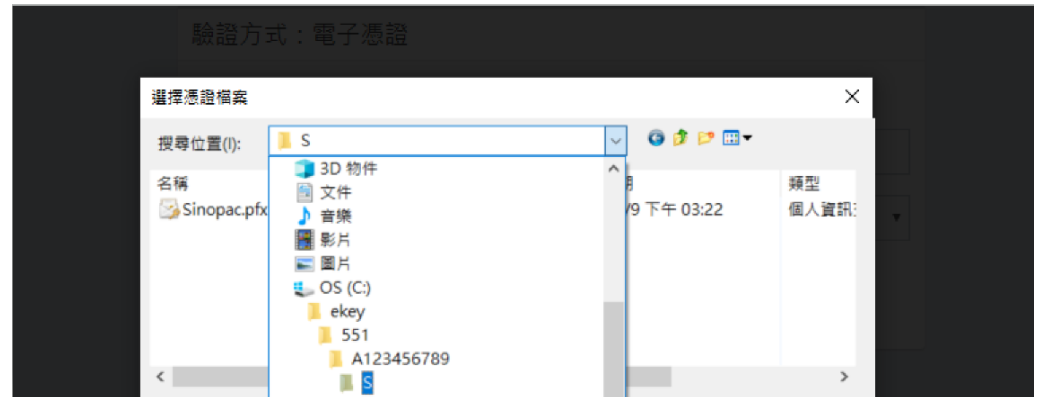 驗證方式：電子憑證
選擇憑證檔案
搜尋位置(I): S
3D 物件
名稱 類型
文件
Sinopac.pfx /9 下午 03:22 個人資訊
音樂
影片
圖片
OS (C:)
ekey
551
A123456789
S